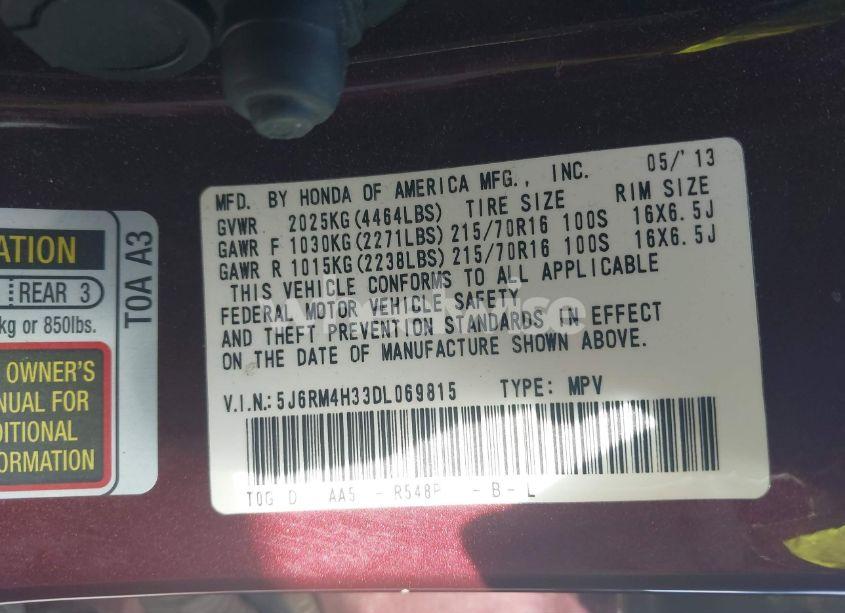 ATION
REAR 3
kg or 850lbs.
OWNER'S
NUAL FOR
DITIONAL
FORMATION
TOA A3
MFD. BY HONDA OF AMERICA MFG., INC. 05/'13
GVWR 2025KG(4464LBS) TIRE SIZE RIM SIZE
GAWR F 1030KG(2271LBS) 215/70R16 100S 16X6.5J
GAWR R 1015KG(2238LBS) 215/70R16 100S 16X6.5J
THIS VEHICLE CONFORMS TO ALL APPLICABLE
FEDERAL MOTOR VEHICLE SAFETY
AND THEFT PREVENTION STANDARDS IN EFFECT
ON THE DATE OF MANUFACTURE SHOWN ABOVE.
V.I.N.: 5J6RM4H33DL069815 TYPE: MPV
T0G D AA5 - R548P - B - L